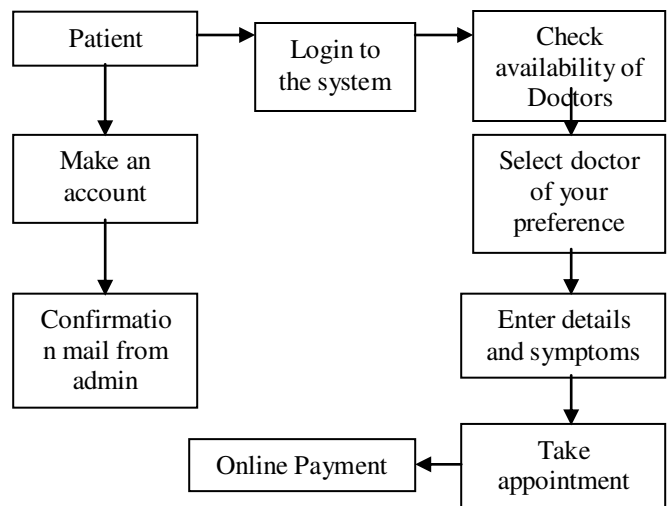 Patient
Login to
the system
Check
availability of
Doctors
Make an
account
Select doctor
of your
preference
Confirmatio
n mail from
admin
Enter details
and symptoms
Online Payment
Take
appointment